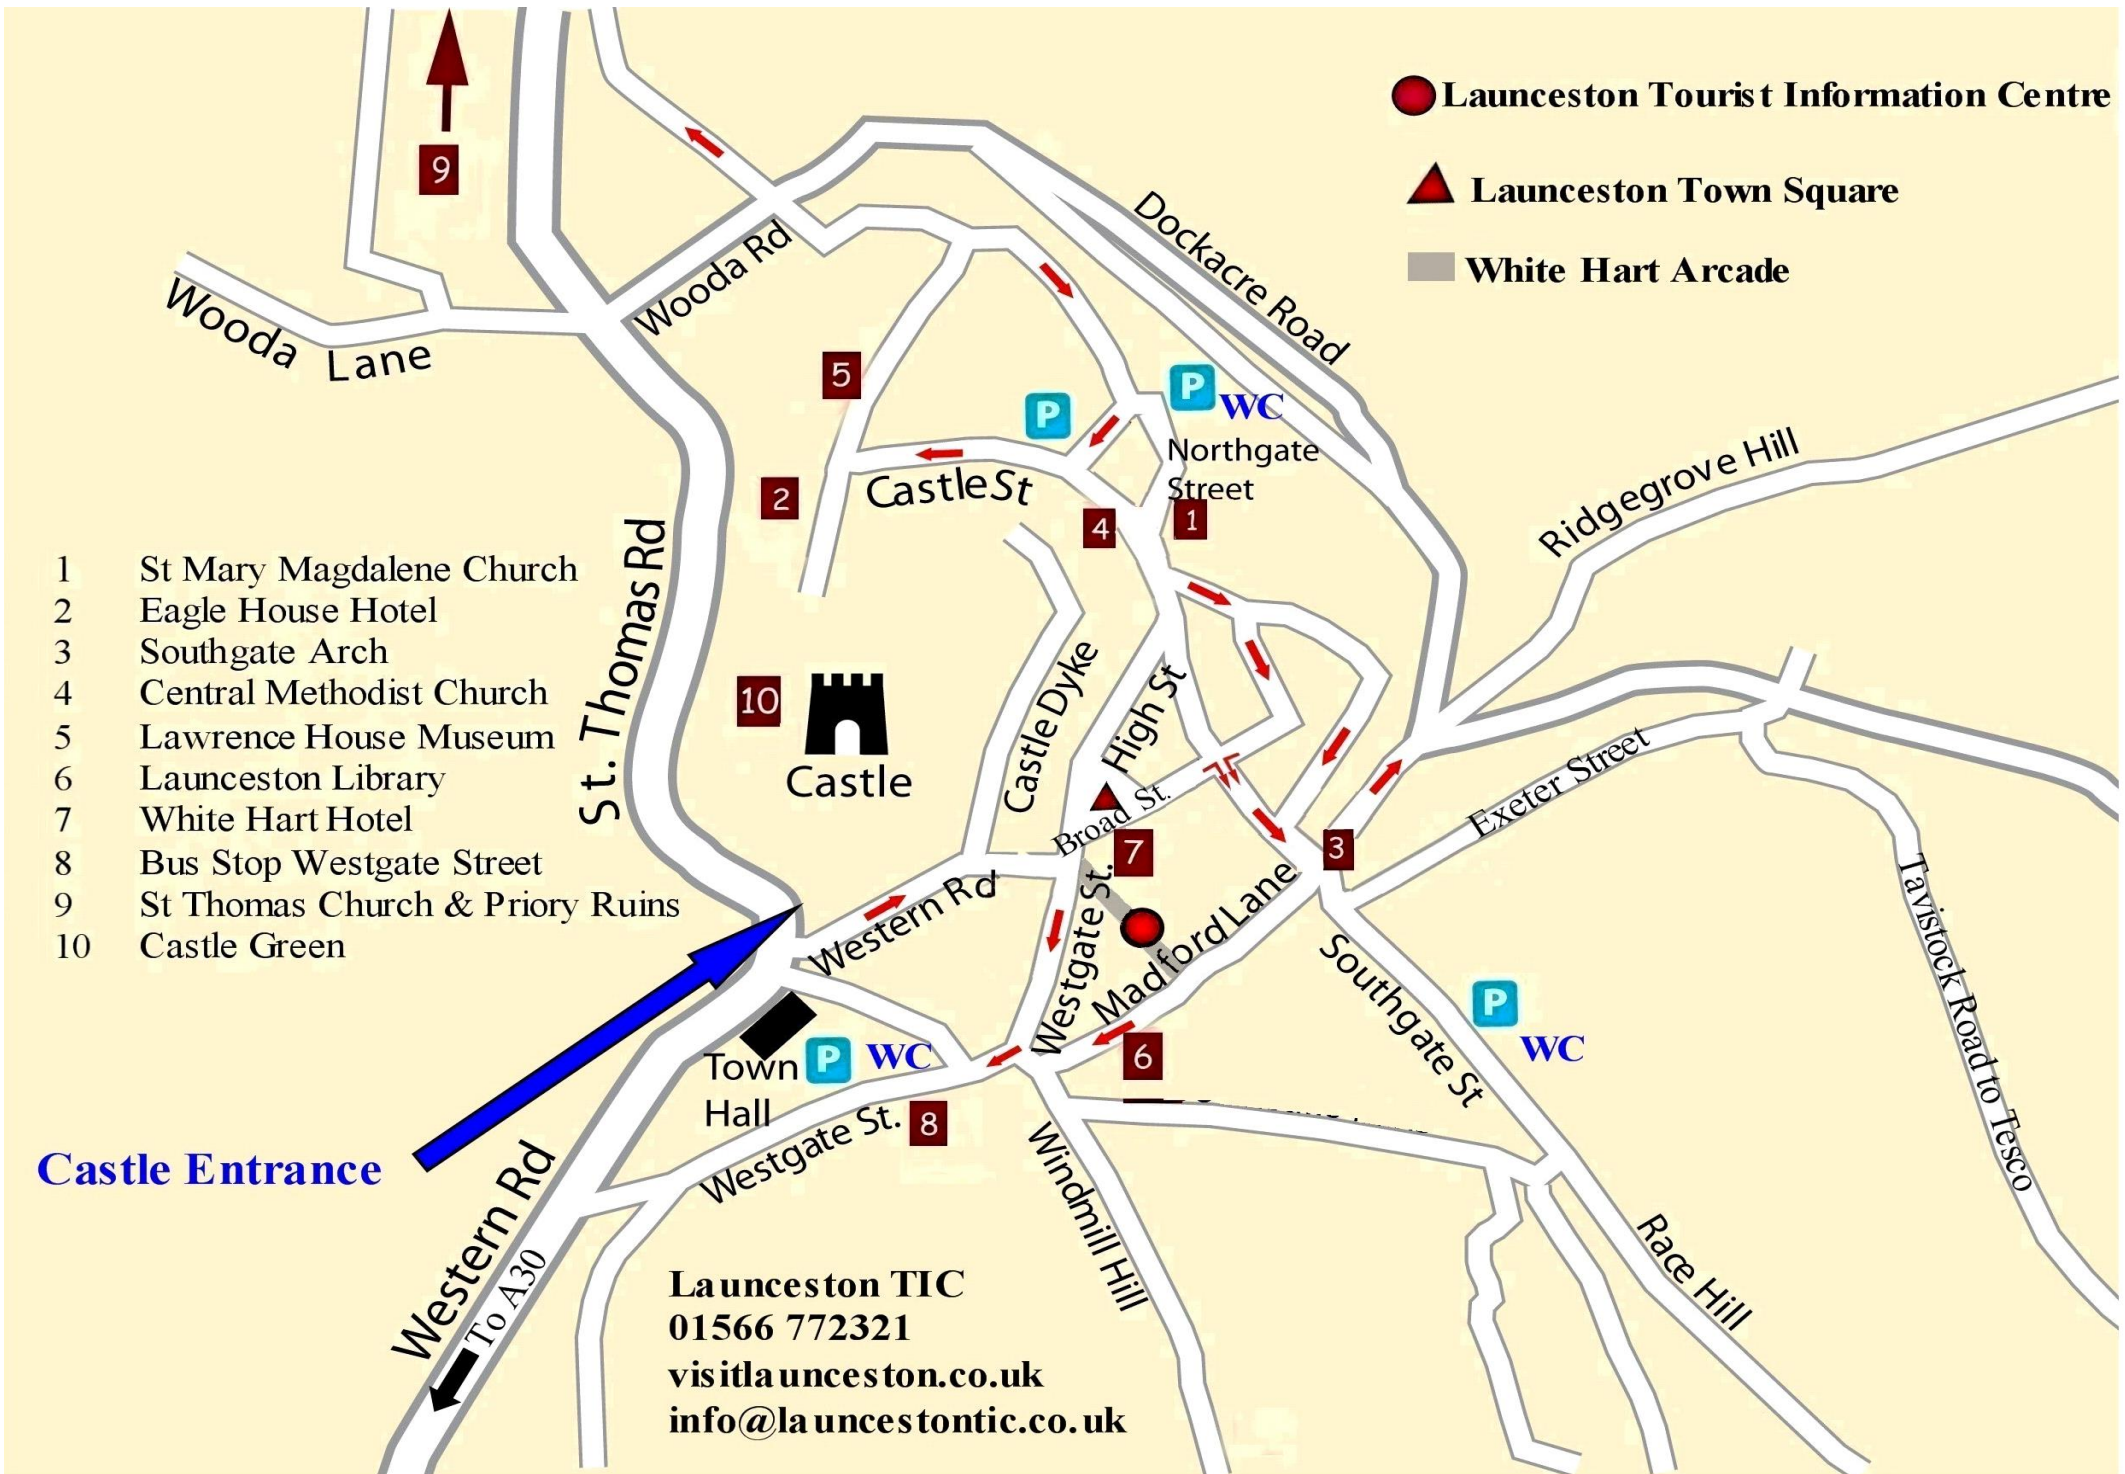 Launceston Tourist Information Centre
Launceston Town Square
White Hart Arcade
9
Dockacre Road
Wooda Rd
Wooda Lane
5
P
P
WC
Northgate
Street
Castle St
2
4
1
Ridgegrove Hill
St. Thomas Rd
1 St Mary Magdalene Church
2 Eagle House Hotel
3 Southgate Arch
4 Central Methodist Church
5 Lawrence House Museum
6 Launceston Library
7 White Hart Hotel
8 Bus Stop Westgate Street
9 St Thomas Church & Priory Ruins
10 Castle Green
10
Castle
Castle Dyke
High St
Broad St.
7
3
Exeter Street
Tavistock Road to Tesco
Western Rd
Westgate St.
Madford Lane
Southgate St
P
WC
6
Town
Hall
P
WC
8
Westgate St.
Castle Entrance
Windmill Hill
Race Hill
Western Rd
To A30
Launceston TIC
01566 772321
visitlaunceston.co.uk
info@launcestontic.co.uk